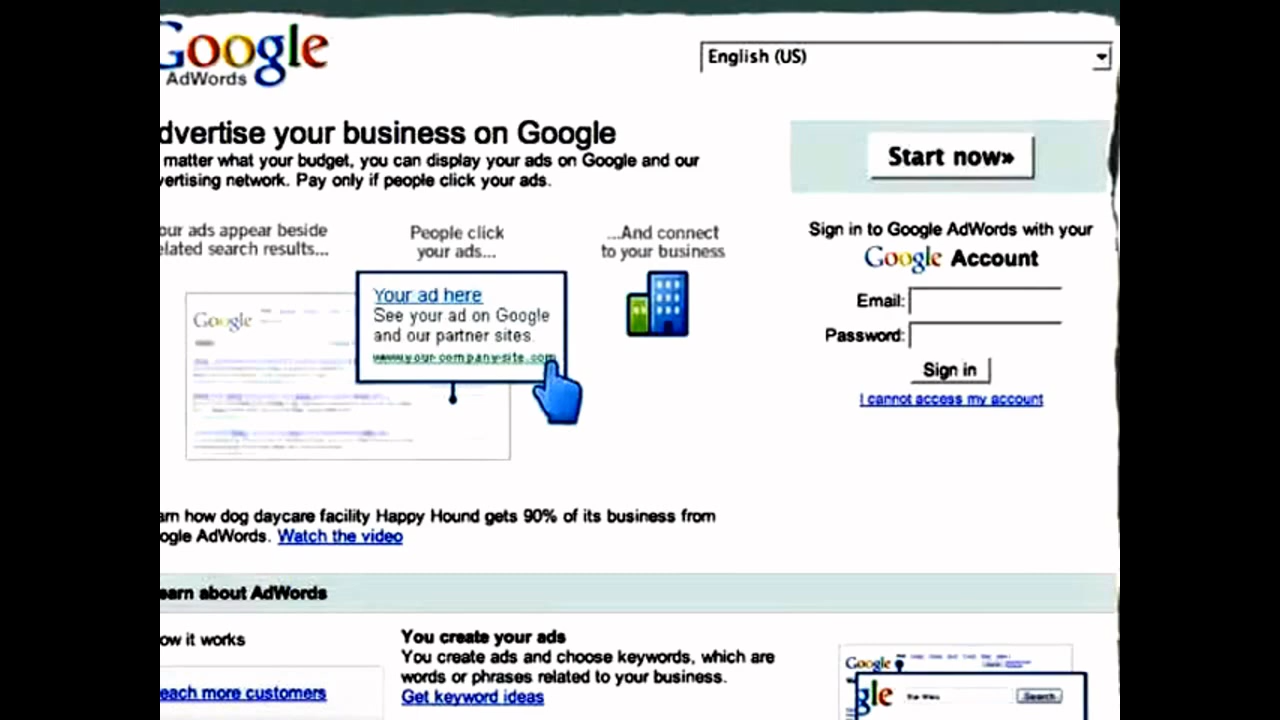 Google
AdWords
English (US)
dvertise your business on Google
matter what your budget, you can display your ads on Google and our
vertising network. Pay only if people click your ads.
Start now»
our ads appear beside
elated search results...
People click
your ads...
...And connect
to your business
Sign in to Google AdWords with your
Google Account
Email:
Password:
Sign in
I cannot access my account
Google
Your ad here
See your ad on Google
and our partner sites.
www.your-company-site.com
arn how dog daycare facility Happy Hound gets 90% of its business from
ogle AdWords. Watch the video
earn about AdWords
ow it works
each more customers
You create your ads
You create ads and choose keywords, which are
words or phrases related to your business.
Get keyword ideas
Google
gle
Search